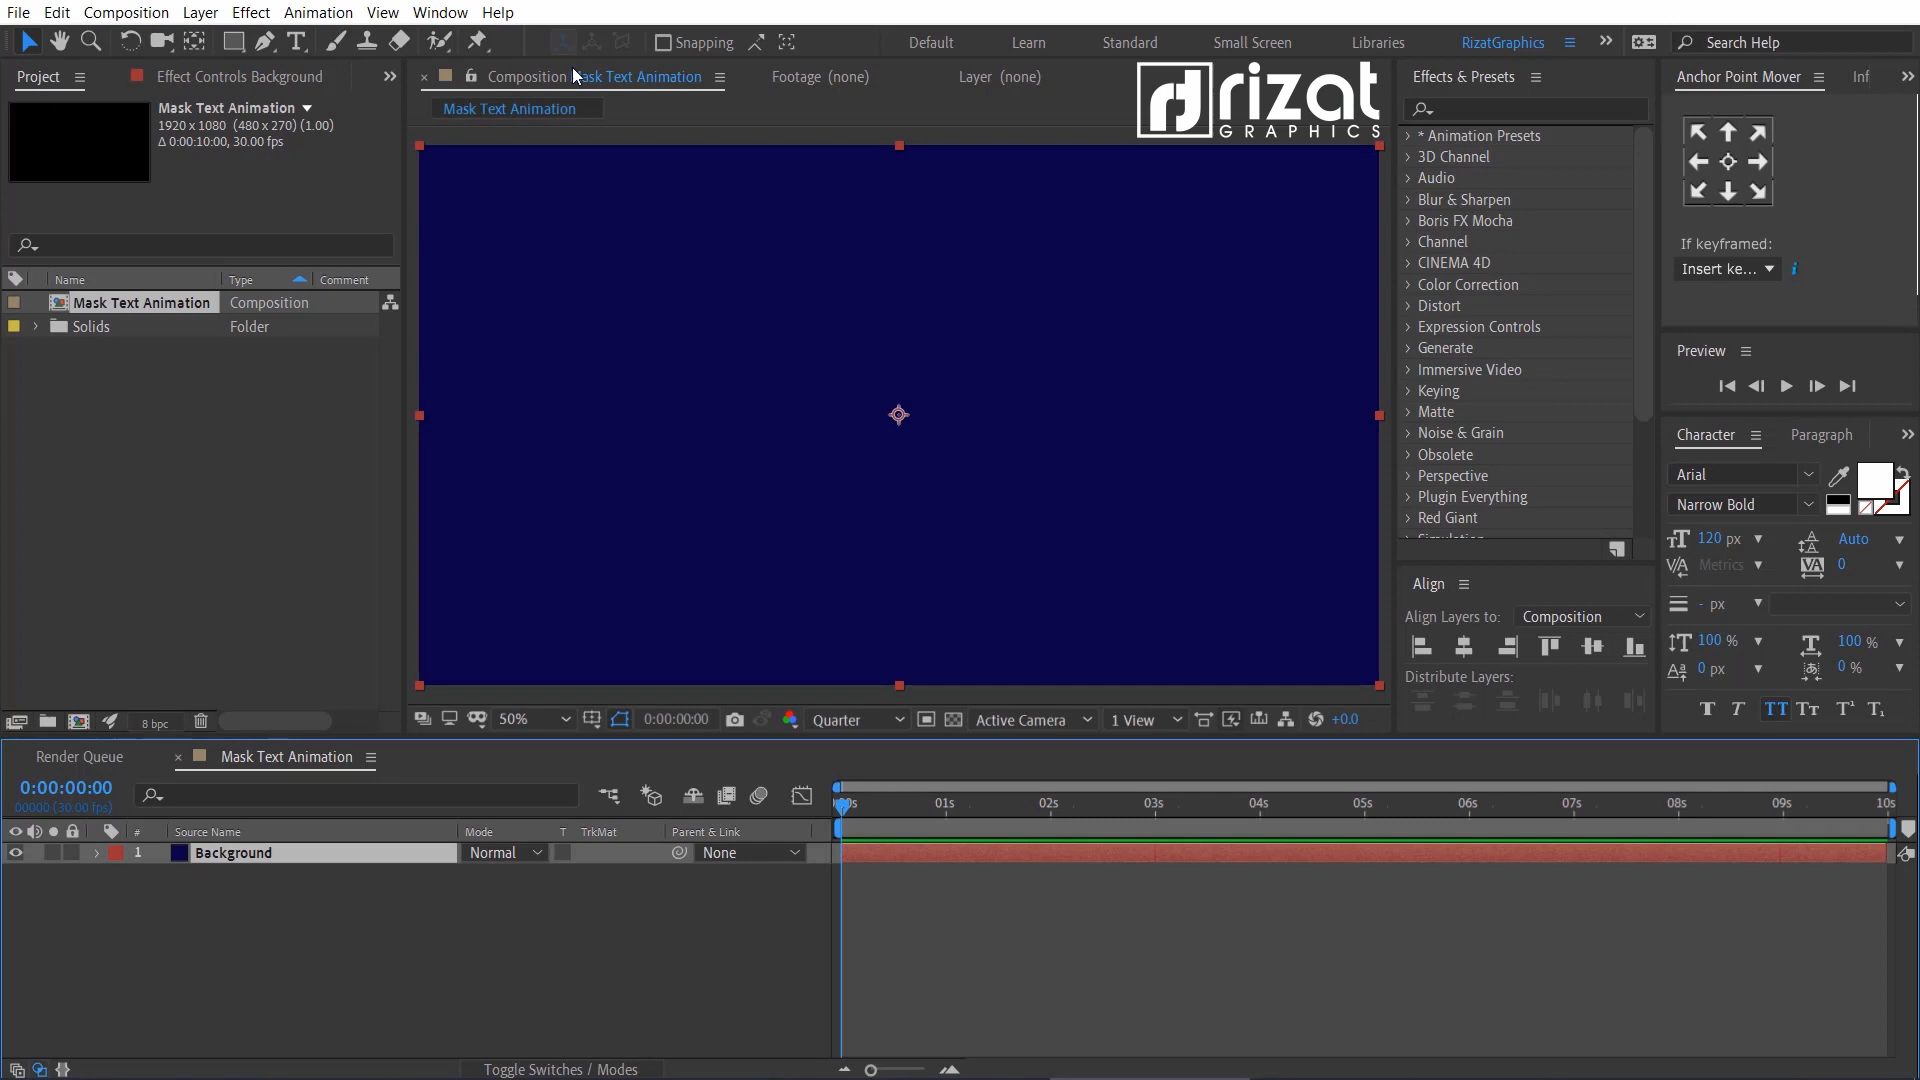 File Edit Composition Layer Effect Animation View Window Help
Snapping Default Learn Standard Small Screen Libraries RizatGraphics Search Help
Project Effect Controls Background
Composition Mask Text Animation Footage (none) Layer (none)
Effects & Presets
Anchor Point Mover Inf
Mask Text Animation
1920 x 1080 (480 x 270) (1.00)
Δ 0:00:10:00, 30.00 fps
Mask Text Animation
rizat
GRAPHICS
Name Type Comment
Mask Text Animation Composition
Solids Folder
8 bpc
50% 0:00:00:00 Quarter Active Camera 1 View +0.0
* Animation Presets
3D Channel
Audio
Blur & Sharpen
Boris FX Mocha
Channel
CINEMA 4D
Color Correction
Distort
Expression Controls
Generate
Immersive Video
Keying
Matte
Noise & Grain
Obsolete
Perspective
Plugin Everything
Red Giant
Align
Align Layers to: Composition
Distribute Layers:
If keyframed:
Insert ke...
Preview
Character Paragraph
Arial
Narrow Bold
120 px Auto
Metrics 0
- px
100 % 100 %
0 px 0 %
Render Queue Mask Text Animation
0:00:00:00
00000 (30.00 fps)
01s 02s 03s 04s 05s 06s 07s 08s 09s 10s
# Source Name Mode T TrkMat Parent & Link
1 Background Normal None
Toggle Switches / Modes